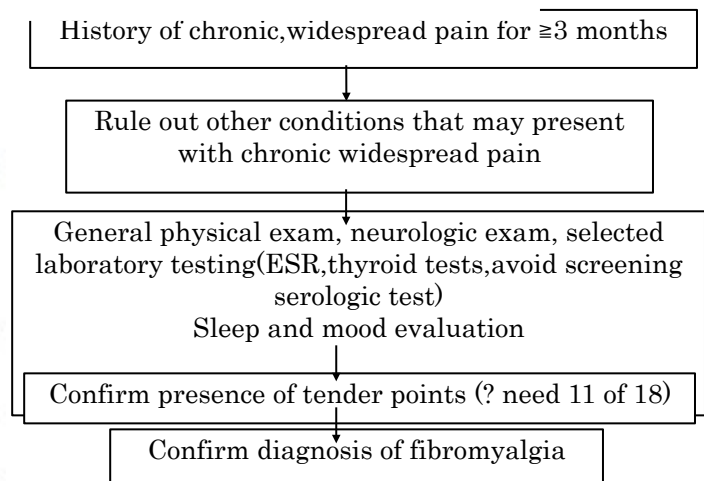 History of chronic,widespread pain for ≧3 months
Rule out other conditions that may present
with chronic widespread pain
General physical exam, neurologic exam, selected
laboratory testing(ESR,thyroid tests,avoid screening
serologic test)
Sleep and mood evaluation
Confirm presence of tender points (? need 11 of 18)
Confirm diagnosis of fibromyalgia